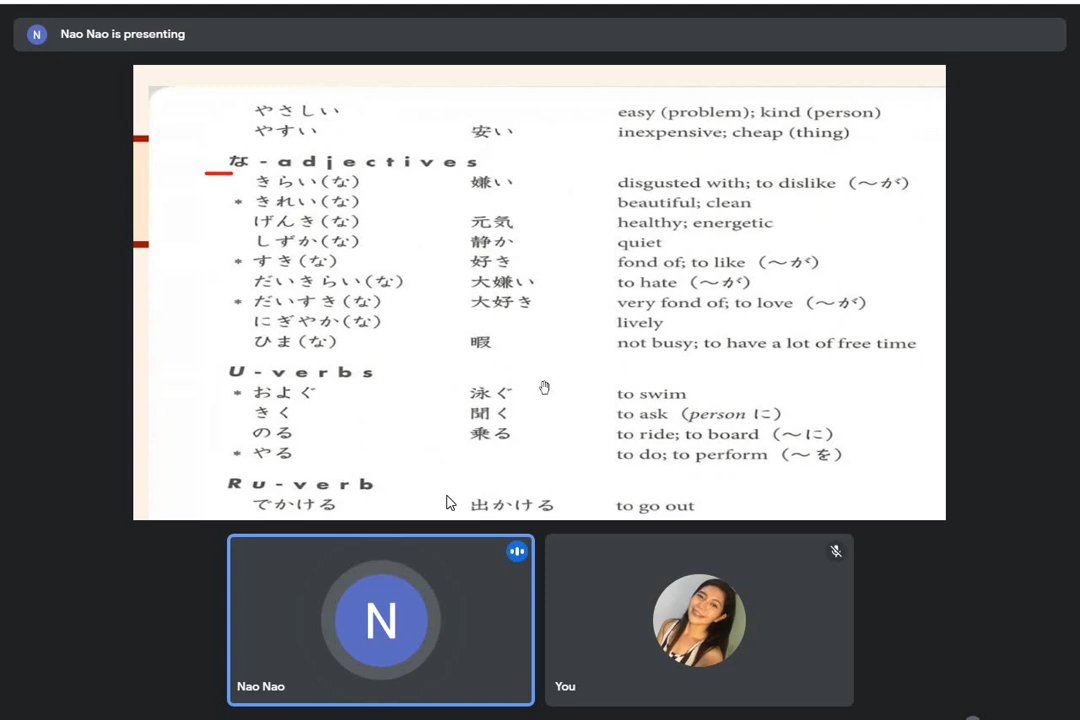 N Nao Nao is presenting
やさしい easy (problem); kind (person)
やすい 安い inexpensive; cheap (thing)
な-adjectives
きらい(な) 嫌い disgusted with; to dislike (～が)
* きれい(な) beautiful; clean
げんき(な) 元気 healthy; energetic
しずか(な) 静か quiet
* すき(な) 好き fond of; to like (～が)
だいきらい(な) 大嫌い to hate (～が)
* だいすき(な) 大好き very fond of; to love (～が)
にぎやか(な) lively
ひま(な) 暇 not busy; to have a lot of free time
U-verbs
* およぐ 泳ぐ to swim
きく 聞く to ask (person に)
のる 乗る to ride; to board (～に)
* やる to do; to perform (～を)
Ru-verb
でかける 出かける to go out
N
Nao Nao You